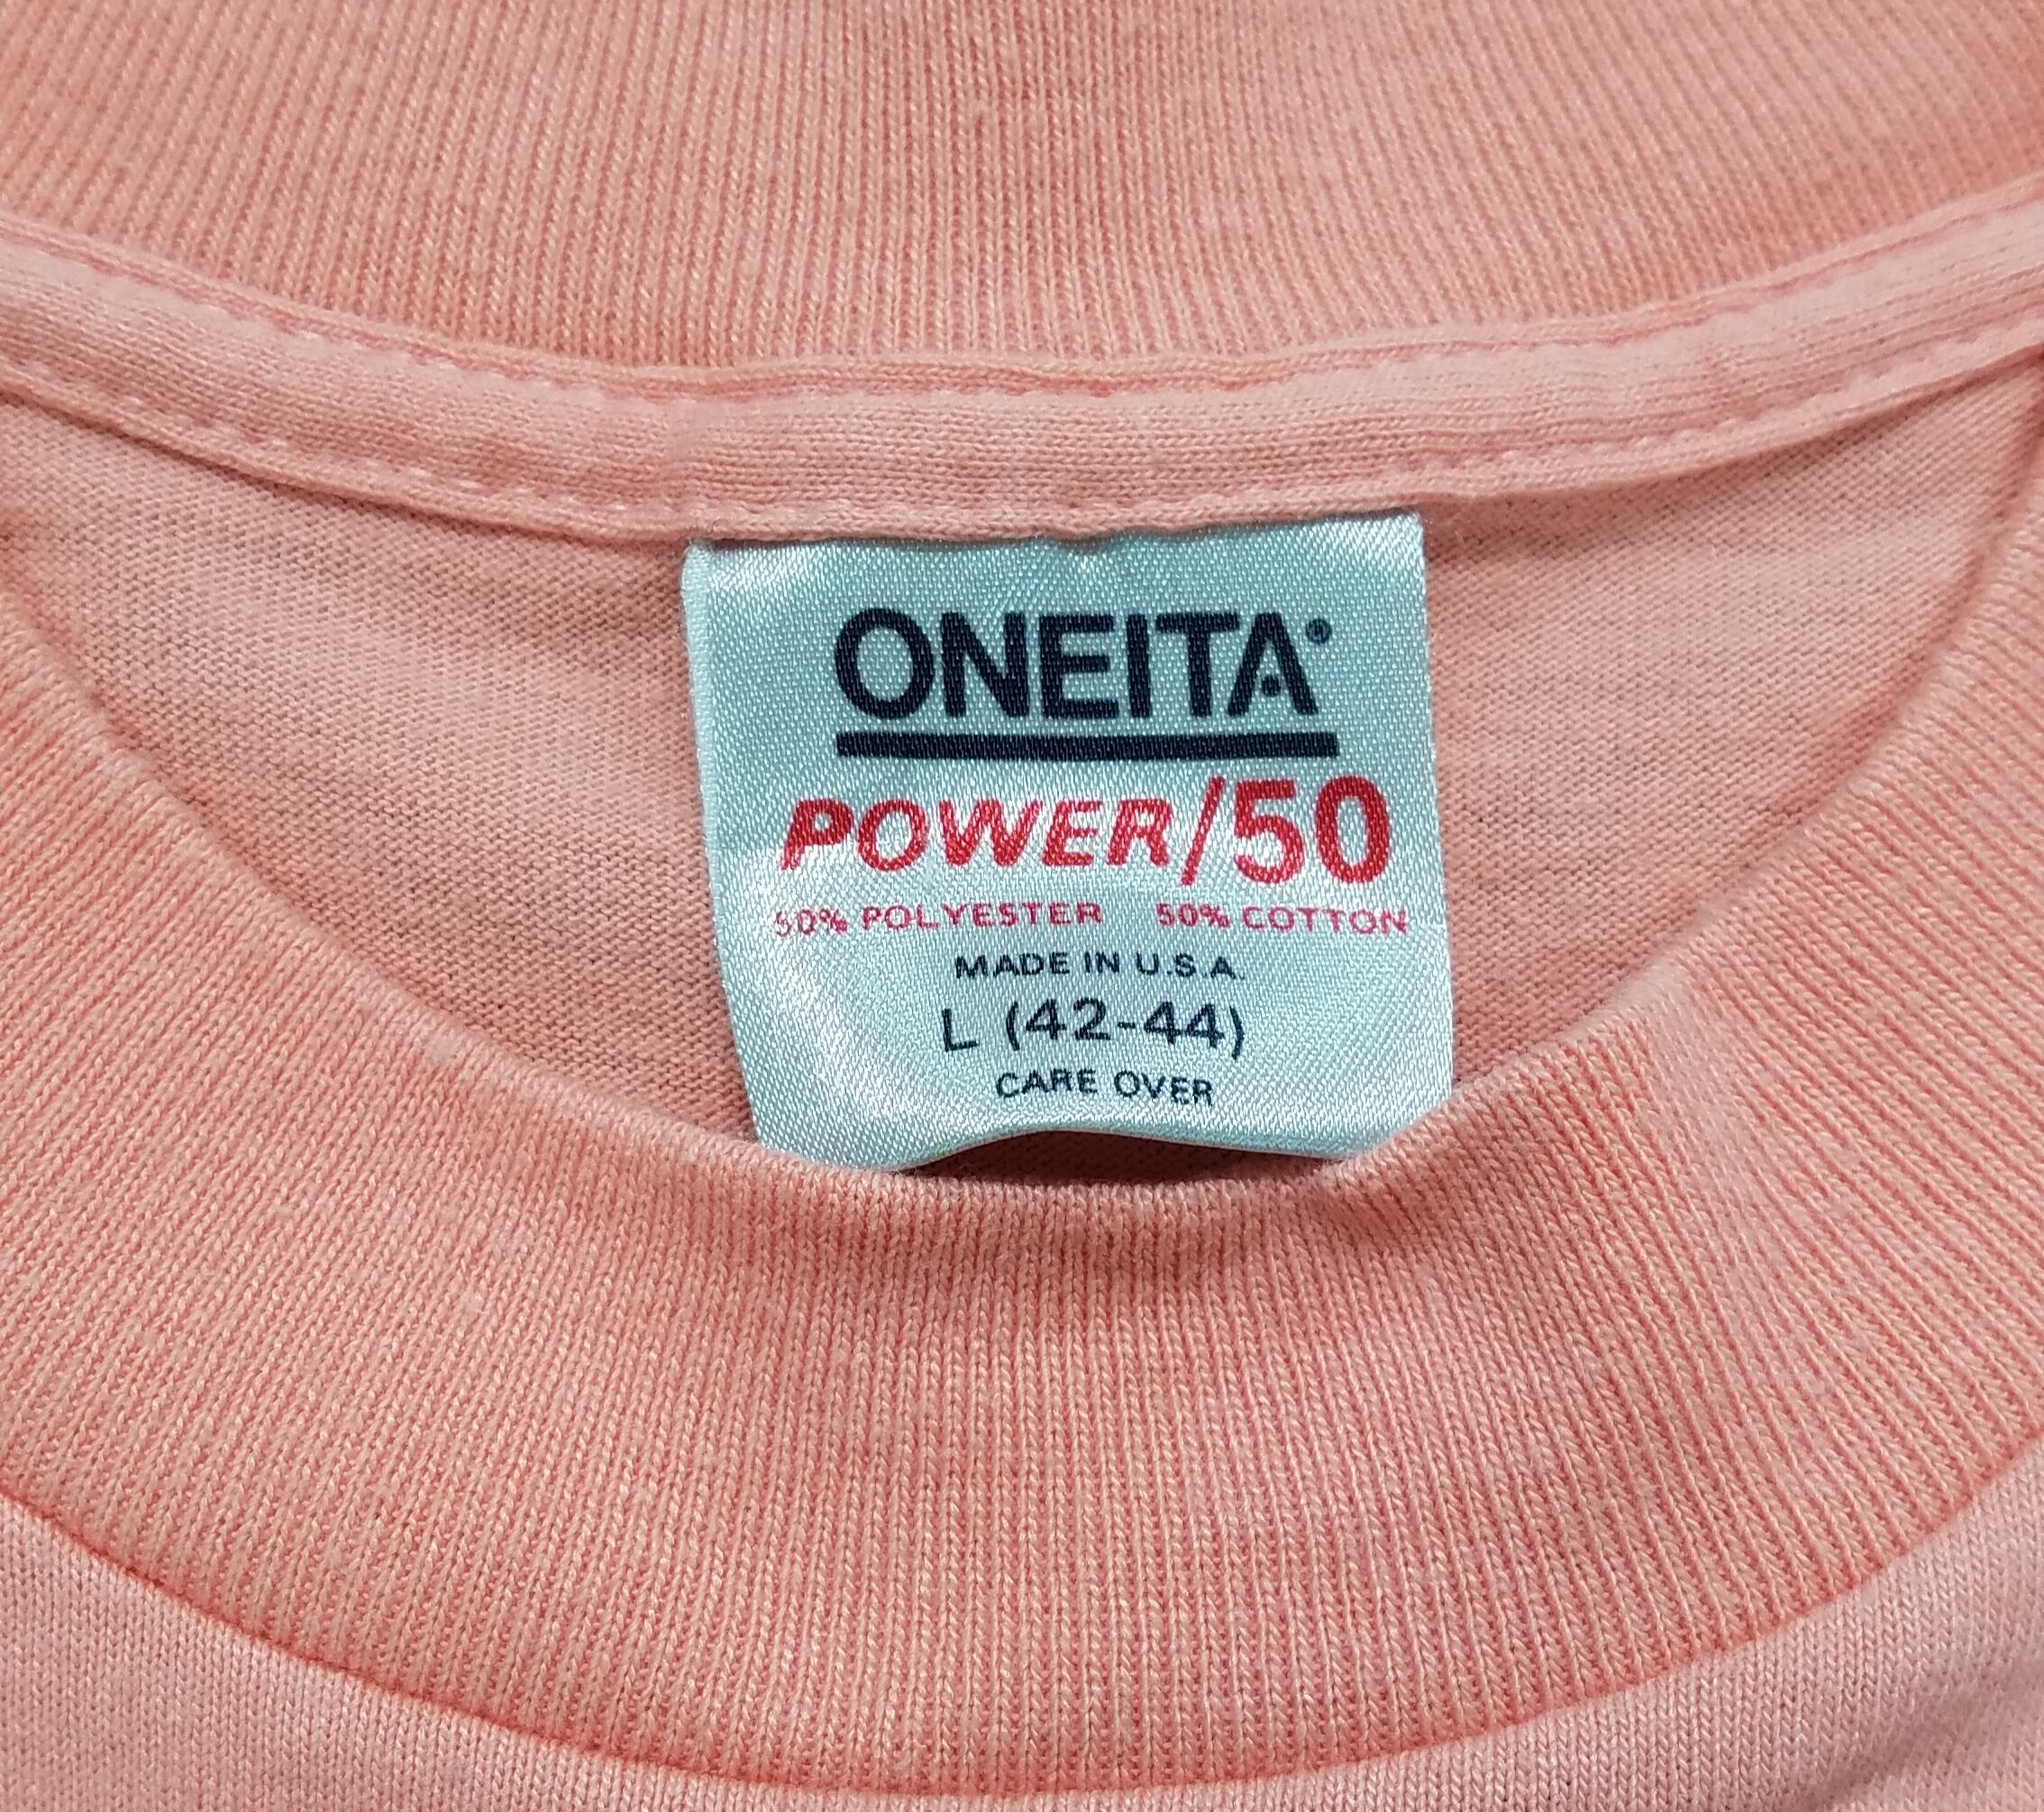 ONEITA
POWER/50
50% POLYESTER 50% COTTON
MADE IN U.S.A.
L (42-44)
CARE OVER